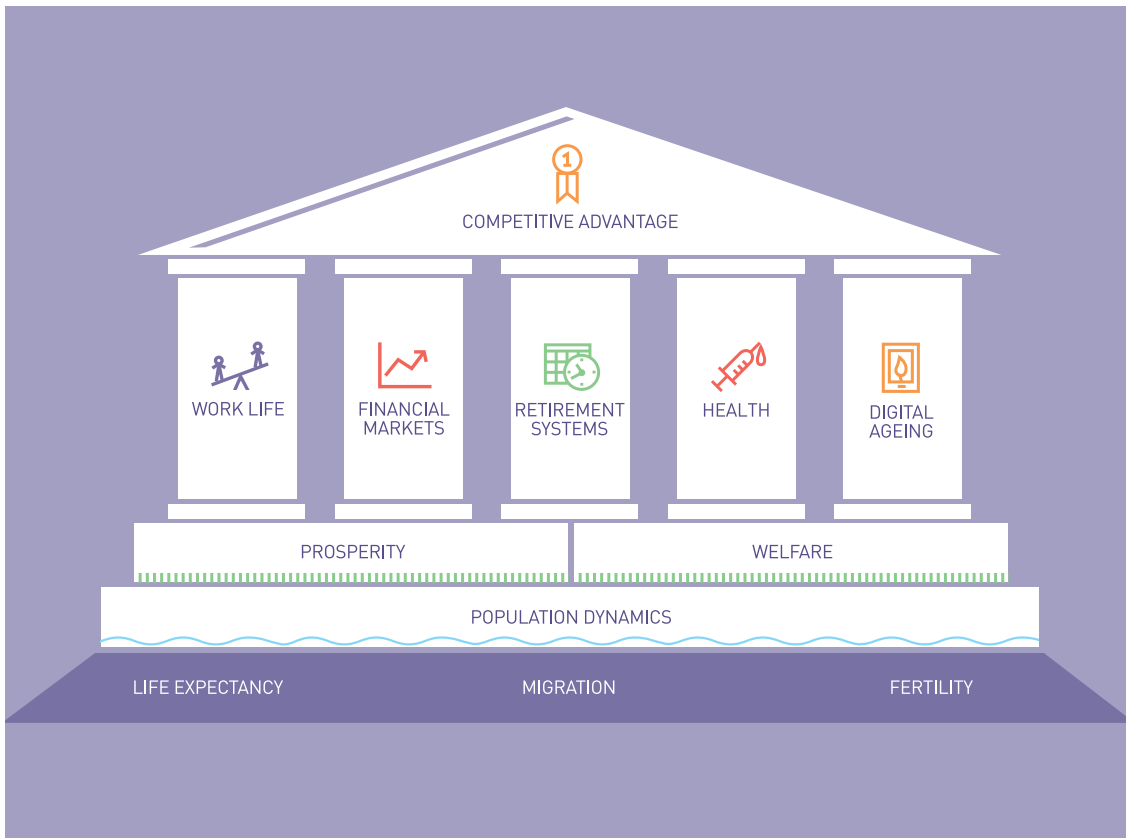 1
COMPETITIVE ADVANTAGE
WORK LIFE
FINANCIAL
MARKETS
RETIREMENT
SYSTEMS
HEALTH
DIGITAL
AGEING
PROSPERITY
WELFARE
POPULATION DYNAMICS
LIFE EXPECTANCY
MIGRATION
FERTILITY